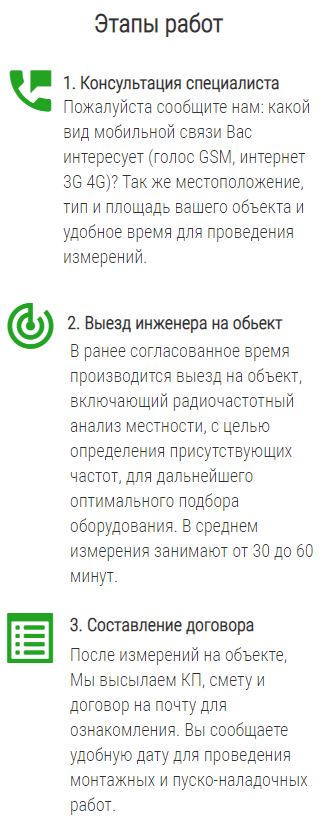 Этапы работ
1. Консультация специалиста
Пожалуйста сообщите нам: какой
вид мобильной связи Вас
интересует (голос GSM, интернет
3G 4G)? Так же местоположение,
тип и площадь вашего объекта и
удобное время для проведения
измерений.
2. Выезд инженера на обьект
В ранее согласованное время
производится выезд на объект,
включающий радиочастотный
анализ местности, с целью
определения присутствующих
частот, для дальнейшего
оптимального подбора
оборудования. В среднем
измерения занимают от 30 до 60
минут.
3. Составление договора
После измерений на объекте,
Мы высылаем КП, смету и
договор на почту для
ознакомления. Вы сообщаете
удобную дату для проведения
монтажных и пуско-наладочных
работ.